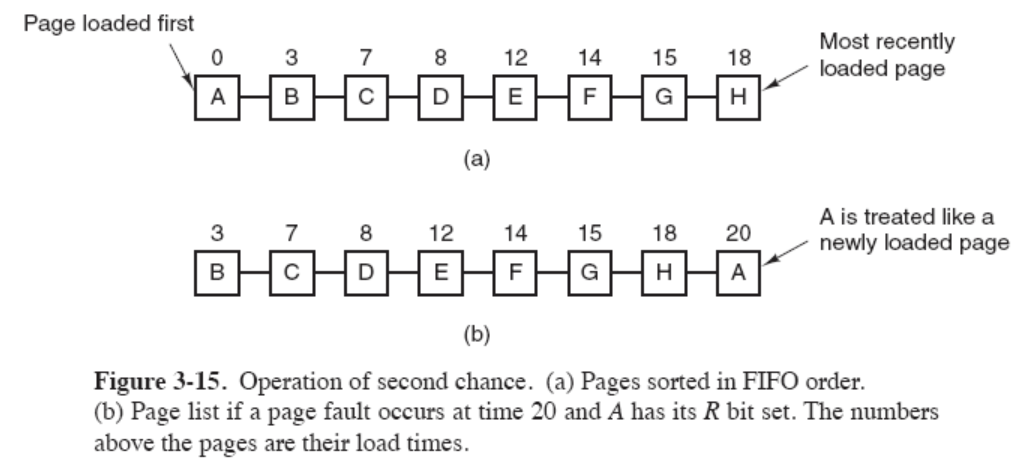 Page loaded first
Most recently
loaded page
0 3 7 8 12 14 15 18
A B C D E F G H
(a)
A is treated like a
newly loaded page
3 7 8 12 14 15 18 20
B C D E F G H A
(b)
Figure 3-15. Operation of second chance. (a) Pages sorted in FIFO order.
(b) Page list if a page fault occurs at time 20 and A has its R bit set. The numbers
above the pages are their load times.